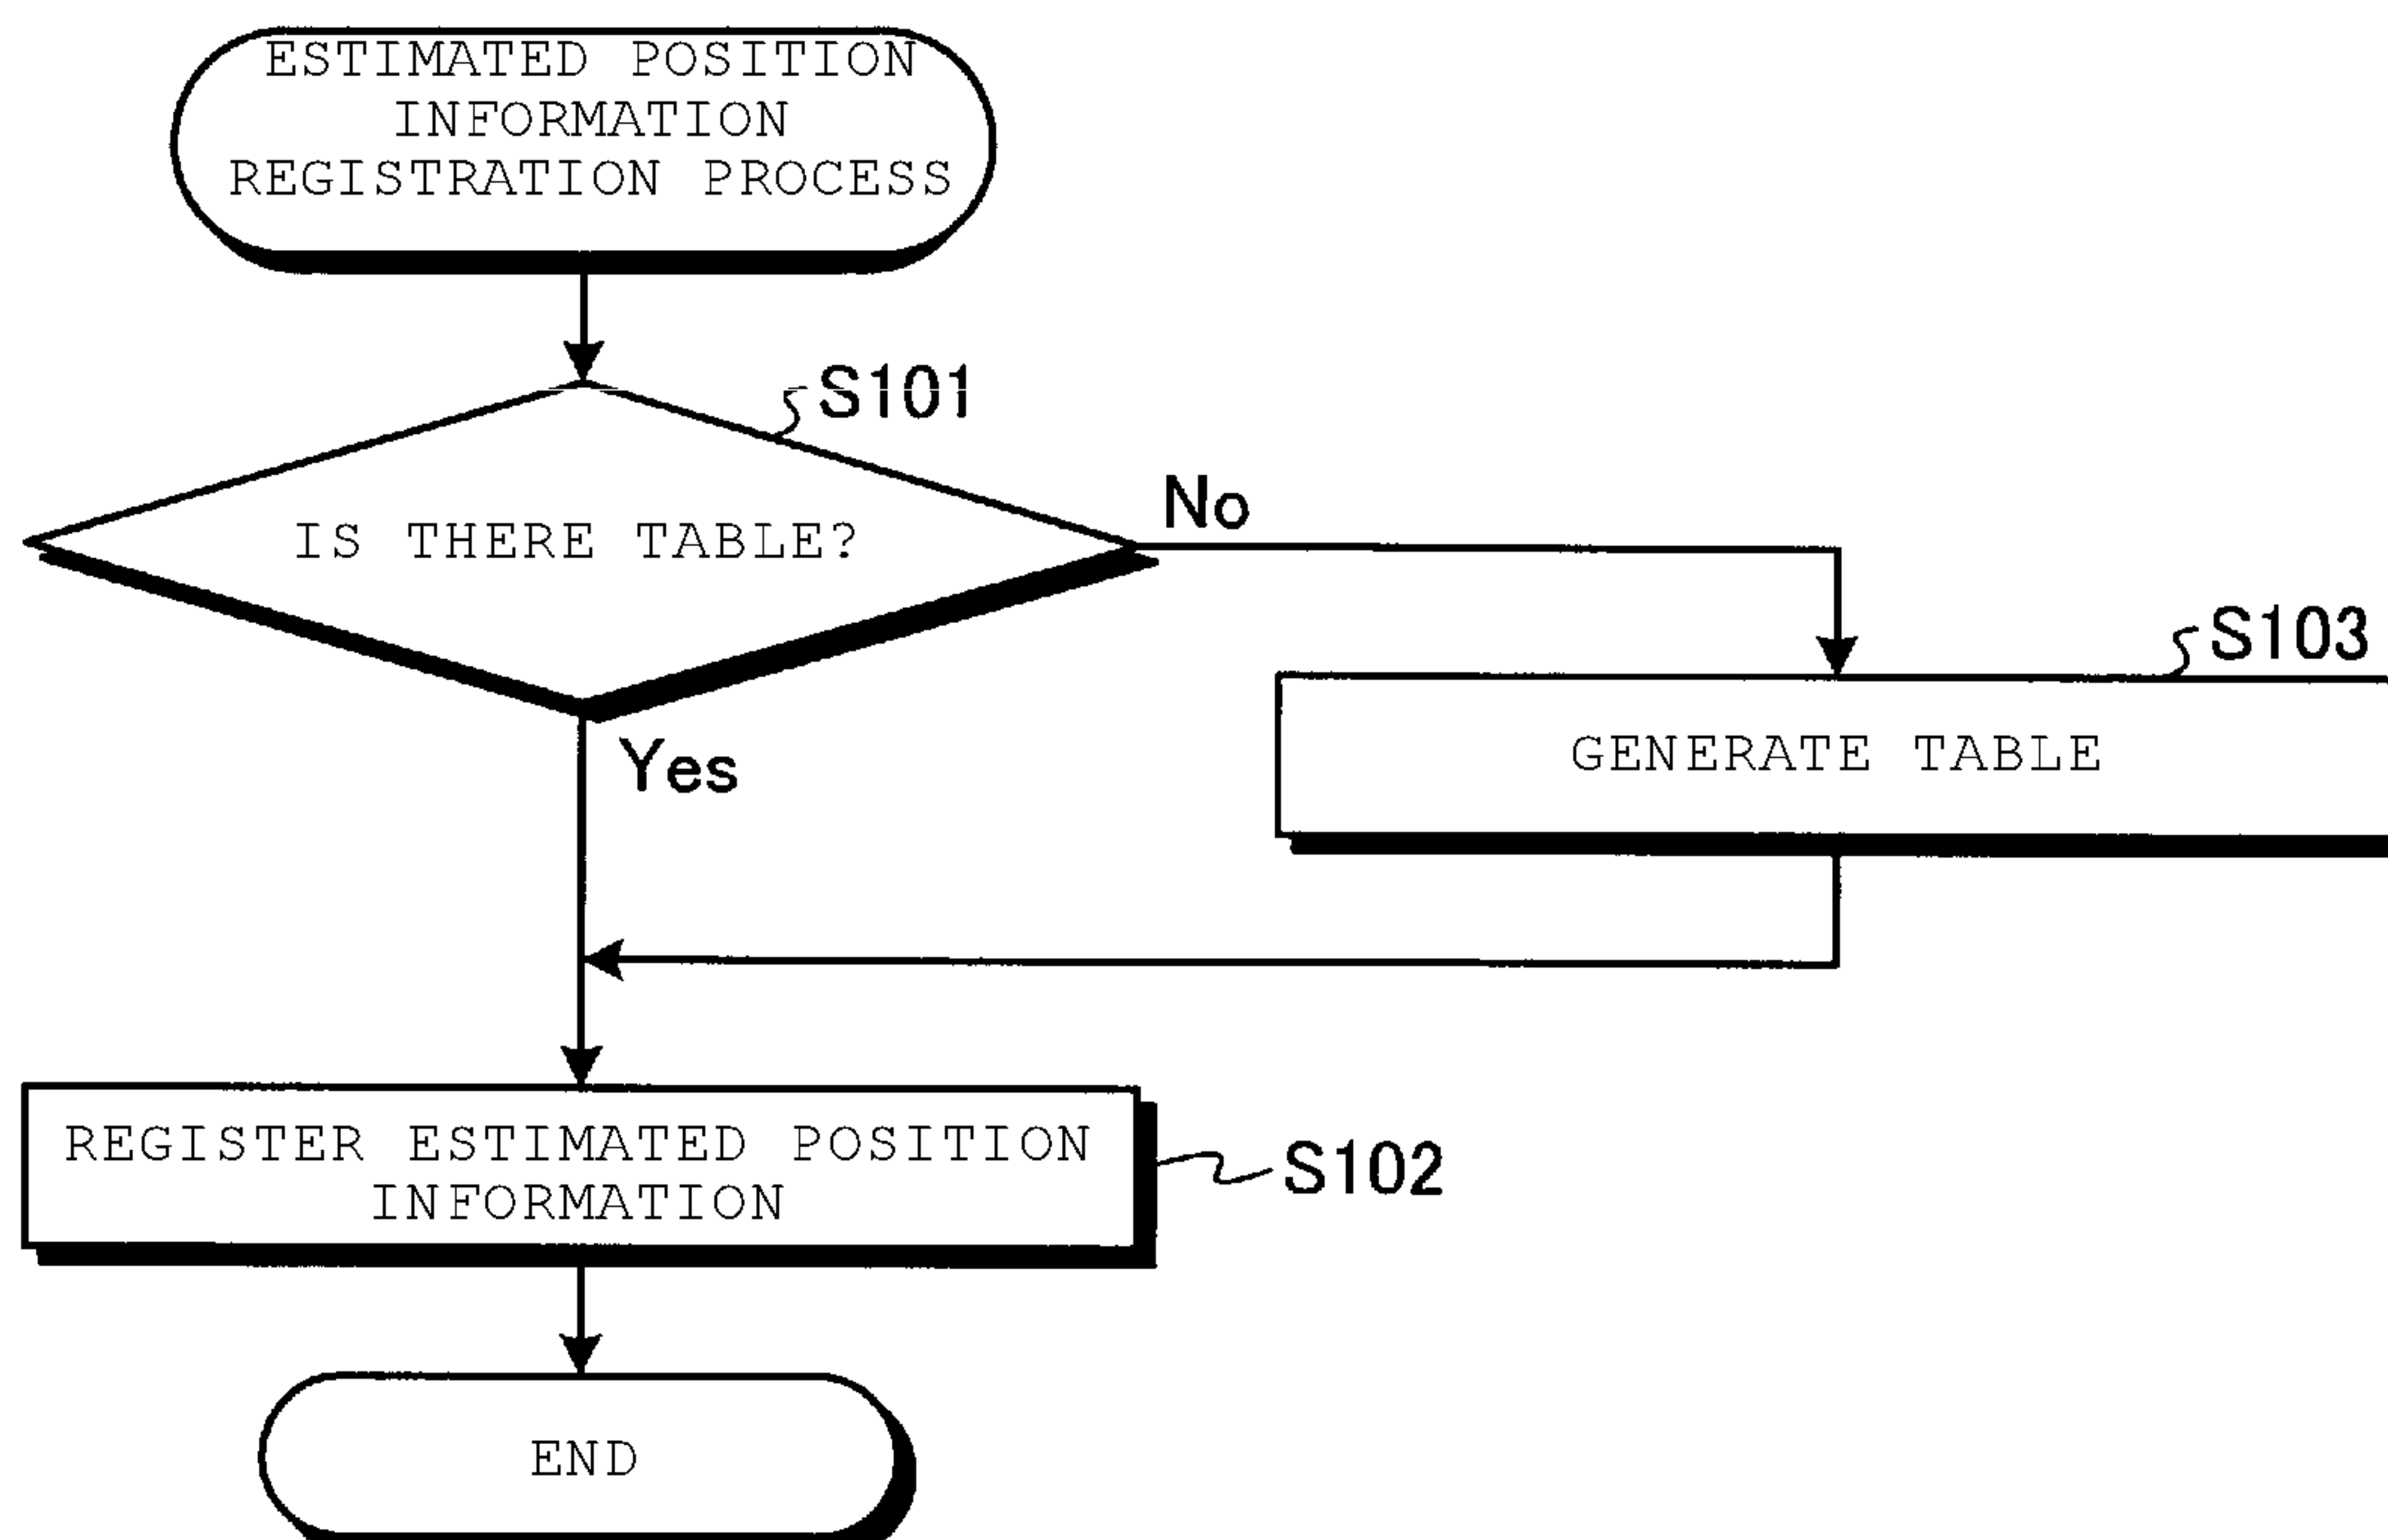 ESTIMATED POSITION
INFORMATION
REGISTRATION PROCESS
S101
IS THERE TABLE?
No
S103
GENERATE TABLE
Yes
REGISTER ESTIMATED POSITION
INFORMATION
S102
END